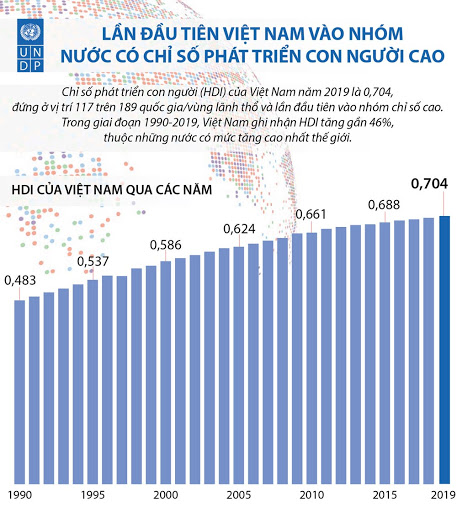 UN
DP
LẦN ĐẦU TIÊN VIỆT NAM VÀO NHÓM
NƯỚC CÓ CHỈ SỐ PHÁT TRIỂN CON NGƯỜI CAO
Chỉ số phát triển con người (HDI) của Việt Nam năm 2019 là 0,704,
đứng ở vị trí 117 trên 189 quốc gia/vùng lãnh thổ và lần đầu tiên vào nhóm chỉ số cao.
Trong giai đoạn 1990-2019, Việt Nam ghi nhận HDI tăng gần 46%,
thuộc những nước có mức tăng cao nhất thế giới.
HDI CỦA VIỆT NAM QUA CÁC NĂM
0,483
0,537
0,586
0,624
0,661
0,688
0,704
1990 1995 2000 2005 2010 2015 2019